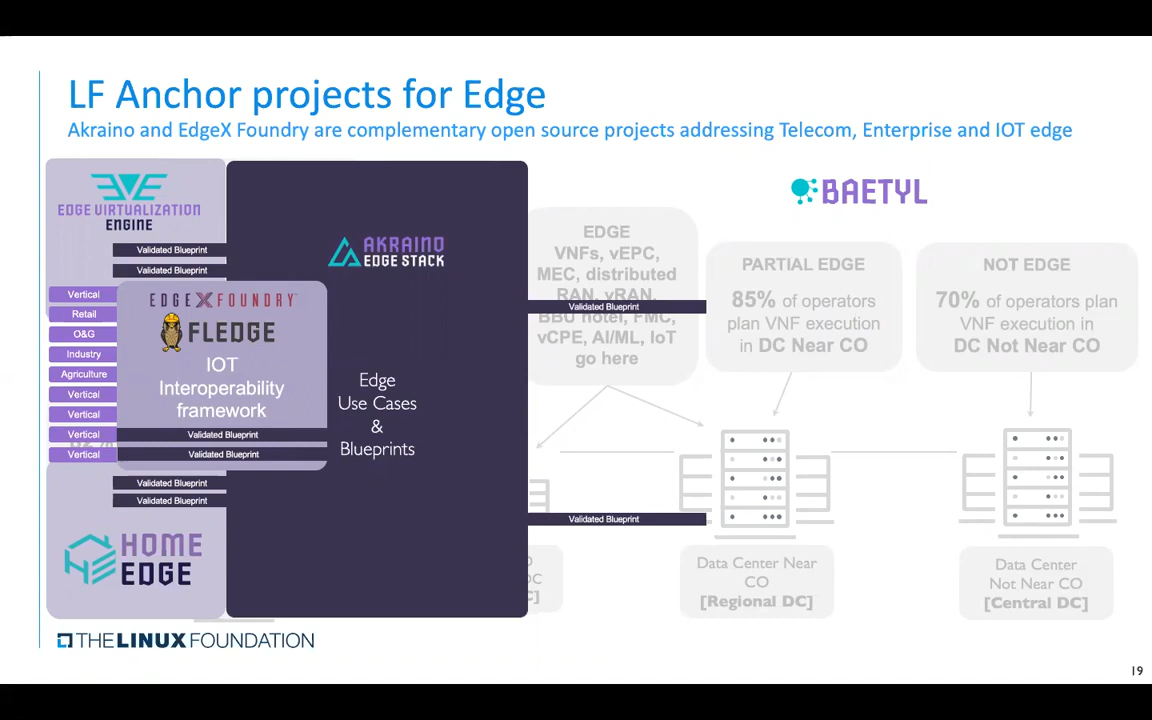 LF Anchor projects for Edge
Akraino and EdgeX Foundry are complementary open source projects addressing Telecom, Enterprise and IOT edge
EDGE VIRTUALIZATION
ENGINE
Validated Blueprint
Validated Blueprint
Vertical
Retail
O&G
Industry
Agriculture
Vertical
Vertical
Vertical
Vertical
EDGE X FOUNDRY™
FLEDGE
IOT
Interoperability
framework
Validated Blueprint
Validated Blueprint
Validated Blueprint
Validated Blueprint
HOME
EDGE
AKRAINO
EDGE STACK
Edge
Use Cases
&
Blueprints
EDGE
VNFs, vEPC,
MEC, distributed
RAN, vRAN,
Validated Blueprint
BBU hotel, FMC,
vCPE, AI/ML, IoT
go here
Validated Blueprint
BAETYL
PARTIAL EDGE
85% of operators
plan VNF execution
in DC Near CO
NOT EDGE
70% of operators plan
VNF execution in
DC Not Near CO
Data Center Near
CO
[Regional DC]
Data Center
Not Near CO
[Central DC]
THE LINUX FOUNDATION
19